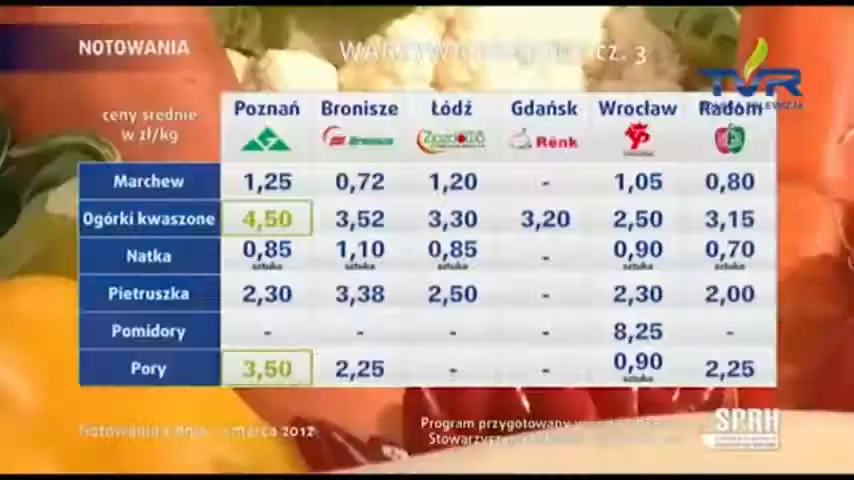 NOTOWANIA
cz. 3
TVR
ceny średnie
w zł/kg
Poznań Bronisze Łódź Gdańsk Wrocław Radom
Bronisze Rënk
Marchew 1,25 0,72 1,20 - 1,05 0,80
Ogórki kwaszone 4,50 3,52 3,30 3,20 2,50 3,15
Natka 0,85 1,10 0,85 - 0,90 0,70
sztuka sztuka sztuka sztuka sztuka
Pietruszka 2,30 3,38 2,50 - 2,30 2,00
Pomidory - - - - 8,25 -
Pory 3,50 2,25 - - 0,90 2,25
sztuka
Notowania z dnia marca 2012
Program przygotowany
SPRH